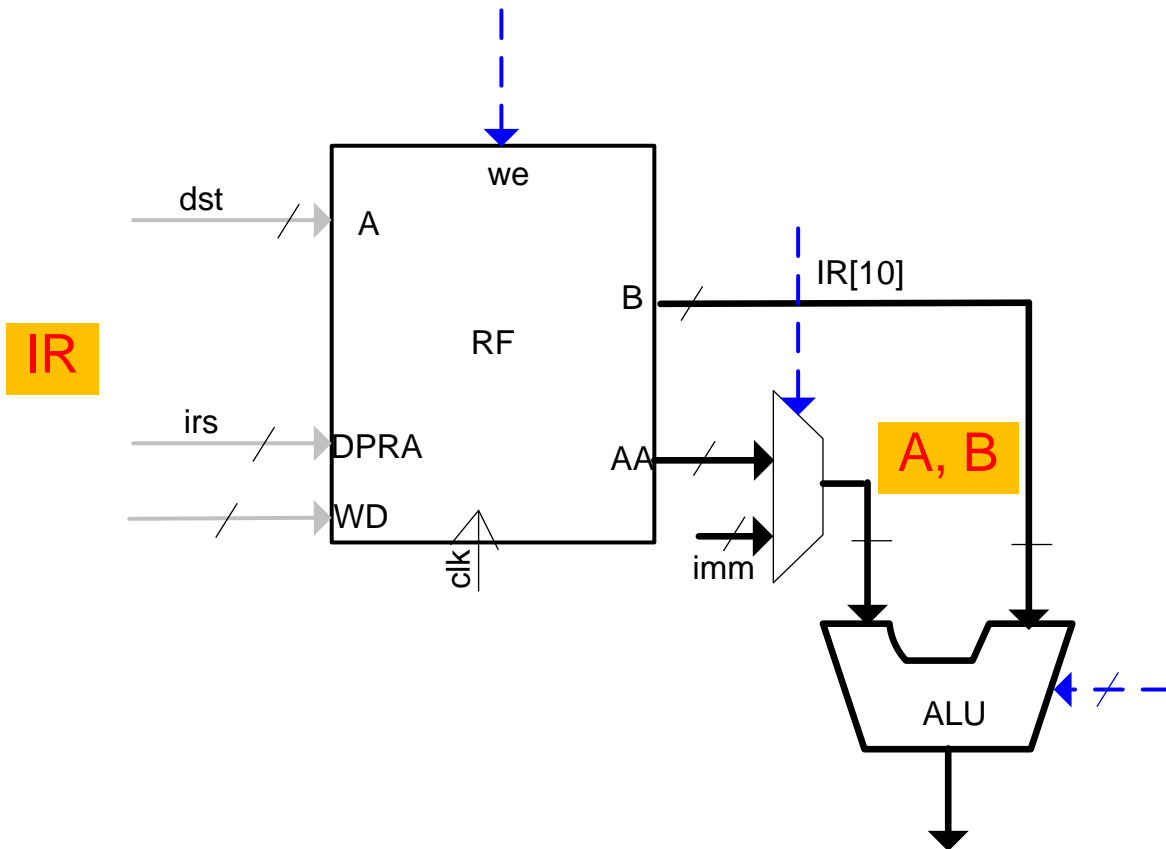 we
dst
A
IR[10]
B
IR
RF
irs
DPRA
AA
A, B
WD
clk
imm
ALU